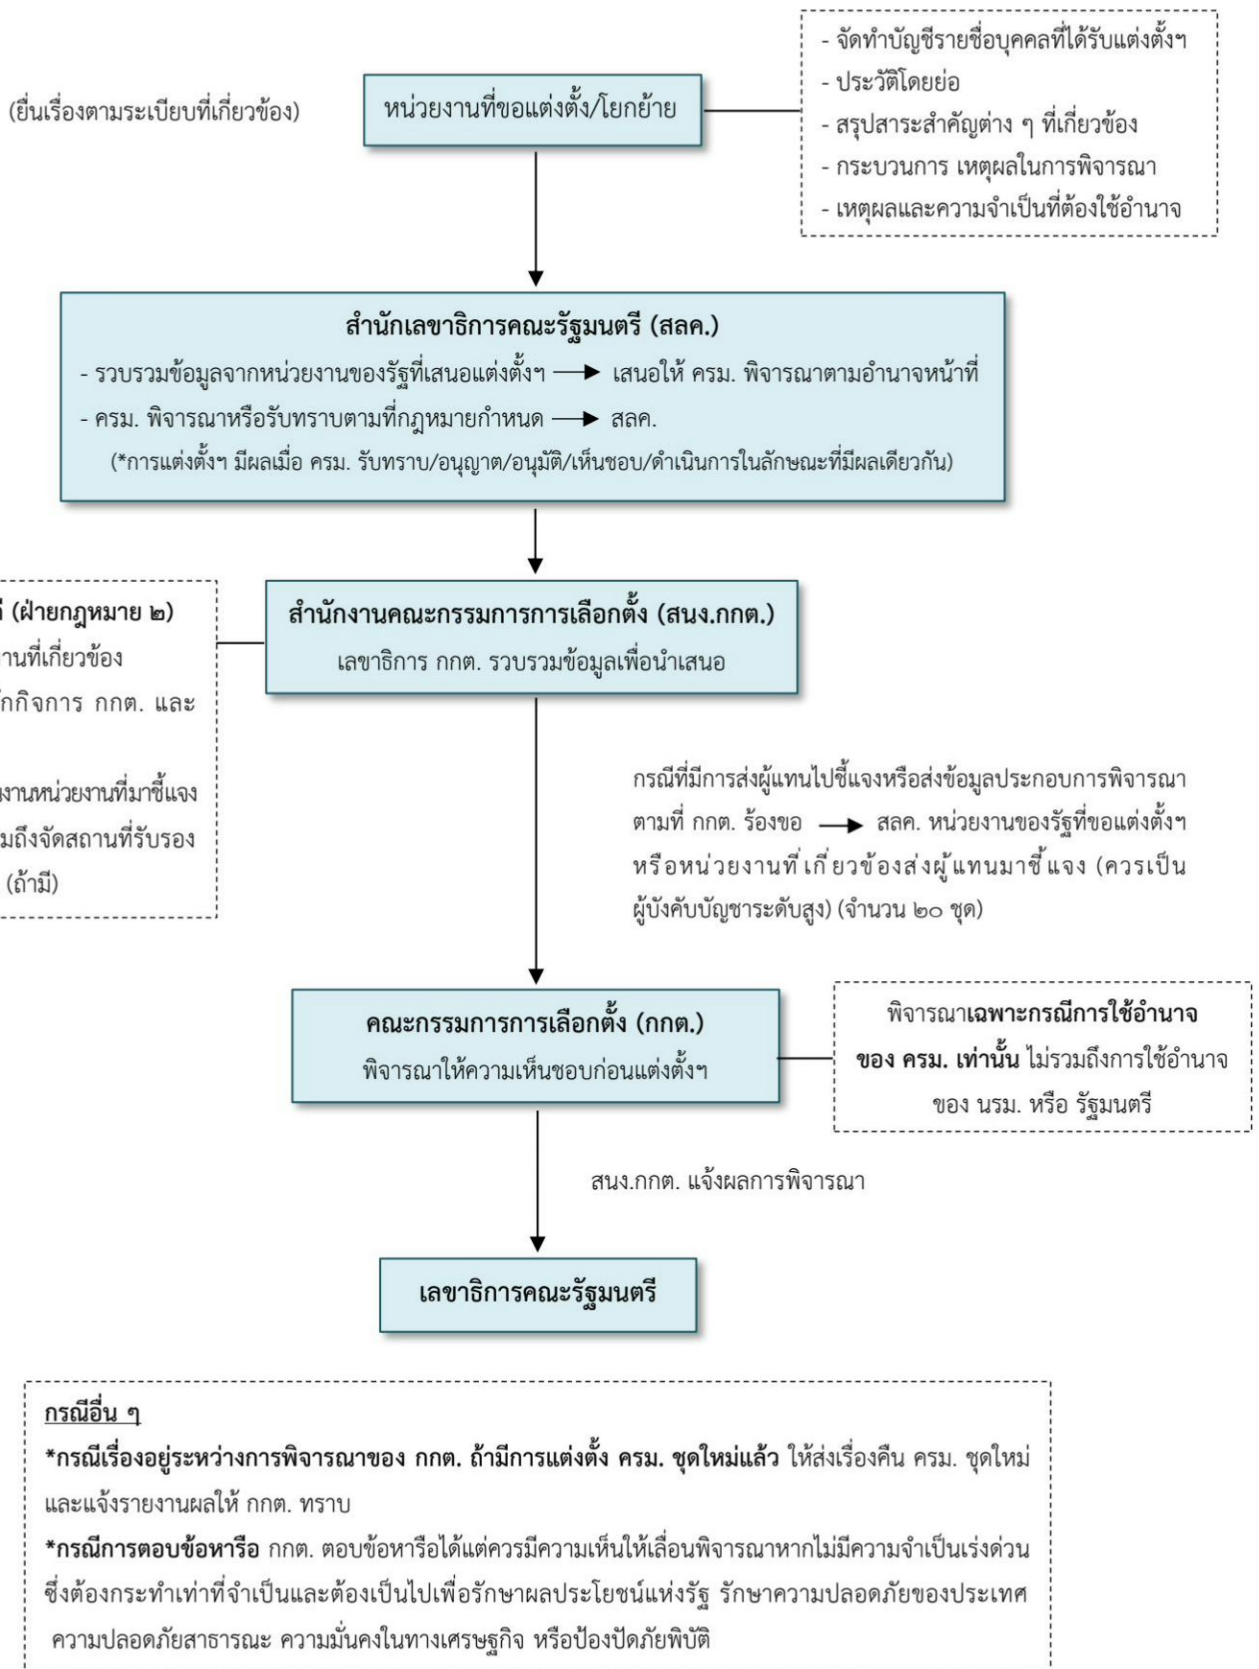 (ยื่นเรื่องตามระเบียบที่เกี่ยวข้อง)
หน่วยงานที่ขอแต่งตั้ง/โยกย้าย
- จัดทำบัญชีรายชื่อบุคคลที่ได้รับแต่งตั้งฯ
- ประวัติโดยย่อ
- สรุปสาระสำคัญต่าง ๆ ที่เกี่ยวข้อง
- กระบวนการ เหตุผลในการพิจารณา
- เหตุผลและความจำเป็นที่ต้องใช้อำนาจ
สำนักเลขาธิการคณะรัฐมนตรี (สลค.)
- รวบรวมข้อมูลจากหน่วยงานของรัฐที่เสนอแต่งตั้งฯ → เสนอให้ ครม. พิจารณาตามอำนาจหน้าที่
- ครม. พิจารณาหรือรับทราบตามที่กฎหมายกำหนด → สลค.
(*การแต่งตั้งฯ มีผลเมื่อ ครม. รับทราบ/อนุญาต/อนุมัติ/เห็นชอบ/ดำเนินการในลักษณะที่มีผลเดียวกัน)
(ฝ่ายกฎหมาย ๒)
านที่เกี่ยวข้อง
ักกิจการ กกต. และ
งานหน่วยงานที่มาชี้แจง
มถึงจัดสถานที่รับรอง
(ถ้ามี)
สำนักงานคณะกรรมการการเลือกตั้ง (สนง.กกต.)
เลขาธิการ กกต. รวบรวมข้อมูลเพื่อนำเสนอ
กรณีที่มีการส่งผู้แทนไปชี้แจงหรือส่งข้อมูลประกอบการพิจารณา
ตามที่ กกต. ร้องขอ → สลค. หน่วยงานของรัฐที่ขอแต่งตั้งฯ
หรือหน่วยงานที่เกี่ยวข้องส่งผู้แทนมาชี้แจง (ควรเป็น
ผู้บังคับบัญชาระดับสูง) (จำนวน ๒๐ ชุด)
คณะกรรมการการเลือกตั้ง (กกต.)
พิจารณาให้ความเห็นชอบก่อนแต่งตั้งฯ
พิจารณาเฉพาะกรณีการใช้อำนาจ
ของ ครม. เท่านั้น ไม่รวมถึงการใช้อำนาจ
ของ นรม. หรือ รัฐมนตรี
สนง.กกต. แจ้งผลการพิจารณา
เลขาธิการคณะรัฐมนตรี
กรณีอื่น ๆ
*กรณีเรื่องอยู่ระหว่างการพิจารณาของ กกต. ถ้ามีการแต่งตั้ง ครม. ชุดใหม่แล้ว ให้ส่งเรื่องคืน ครม. ชุดใหม่
และแจ้งรายงานผลให้ กกต. ทราบ
*กรณีการตอบข้อหารือ กกต. ตอบข้อหารือได้แต่ควรมีความเห็นให้เลื่อนพิจารณาหากไม่มีความจำเป็นเร่งด่วน
ซึ่งต้องกระทำเท่าที่จำเป็นและต้องเป็นไปเพื่อรักษาผลประโยชน์แห่งรัฐ รักษาความปลอดภัยของประเทศ
ความปลอดภัยสาธารณะ ความมั่นคงในทางเศรษฐกิจ หรือป้องปัดภัยพิบัติ